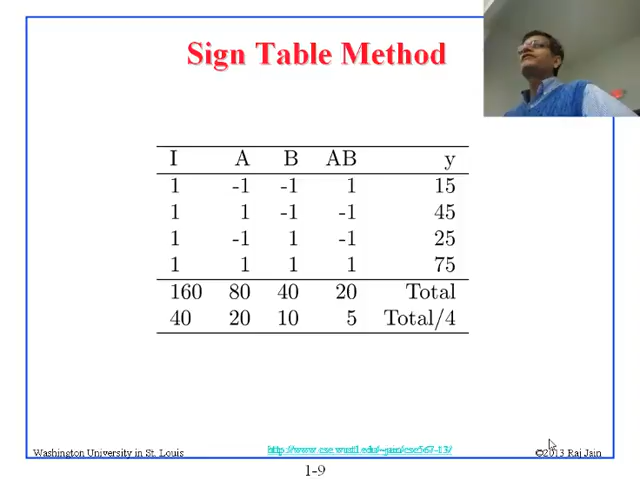 Sign Table Method
I A B AB y
1 -1 -1 1 15
1 1 -1 -1 45
1 -1 1 -1 25
1 1 1 1 75
160 80 40 20 Total
40 20 10 5 Total/4
Washington University in St. Louis http://www.cse.wustl.edu/~jain/cse567-13/ ©2013 Raj Jain
1-9